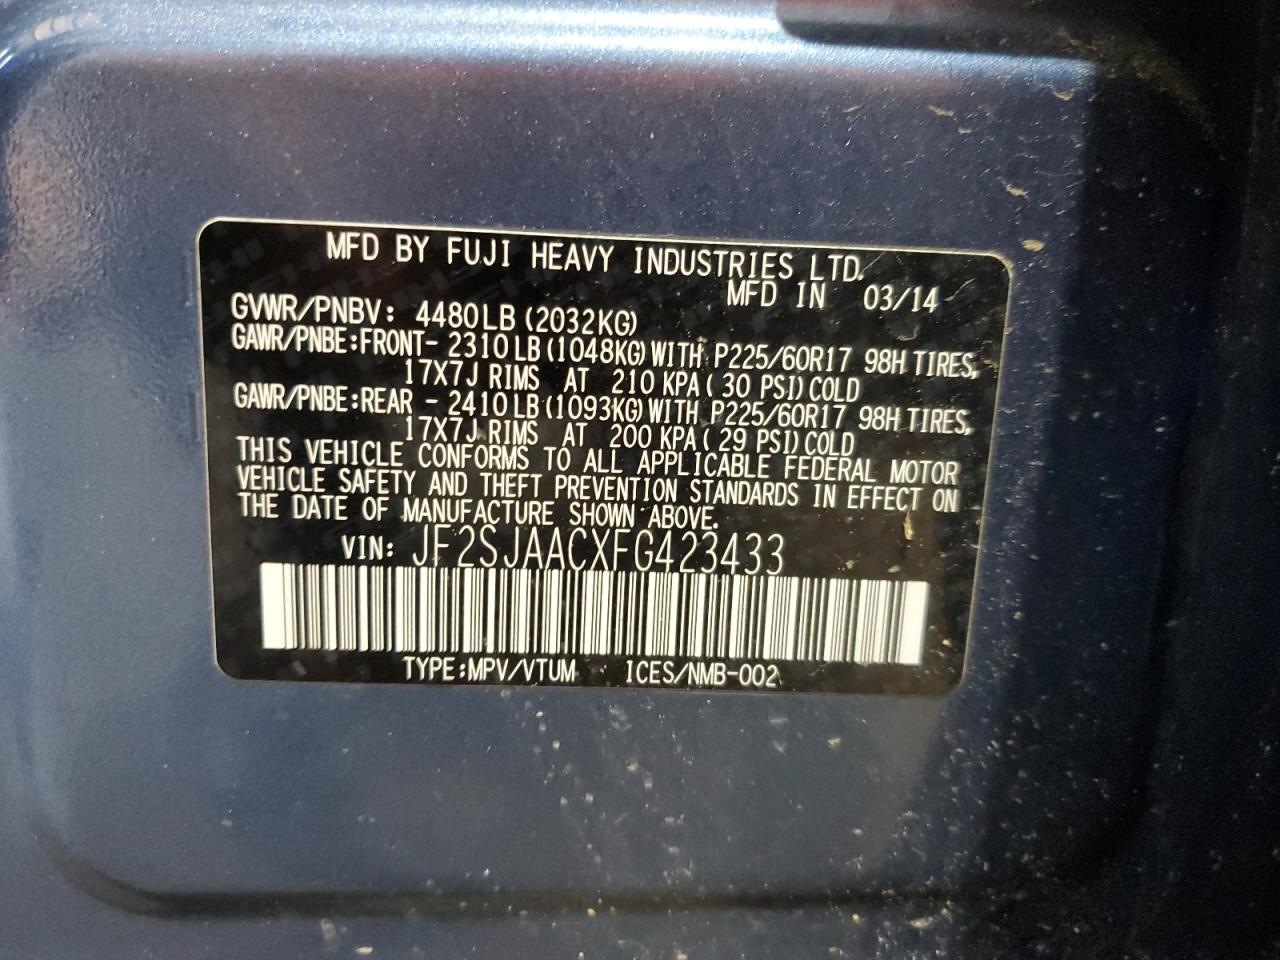 MFD BY FUJI HEAVY INDUSTRIES LTD.
MFD IN 03/14
GVWR/PNBV: 4480LB (2032KG)
GAWR/PNBE:FRONT- 2310 LB (1048KG) WITH P225/60R17 98H TIRES,
17X7J RIMS AT 210 KPA ( 30 PSI) COLD
GAWR/PNBE:REAR - 2410 LB (1093KG) WITH P225/60R17 98H TIRES,
17X7J RIMS AT 200 KPA ( 29 PSI) COLD
THIS VEHICLE CONFORMS TO ALL APPLICABLE FEDERAL MOTOR
VEHICLE SAFETY AND THEFT PREVENTION STANDARDS IN EFFECT ON
THE DATE OF MANUFACTURE SHOWN ABOVE.
VIN: JF2SJAACXFG423433
TYPE:MPV/VTUM ICES/NMB-002